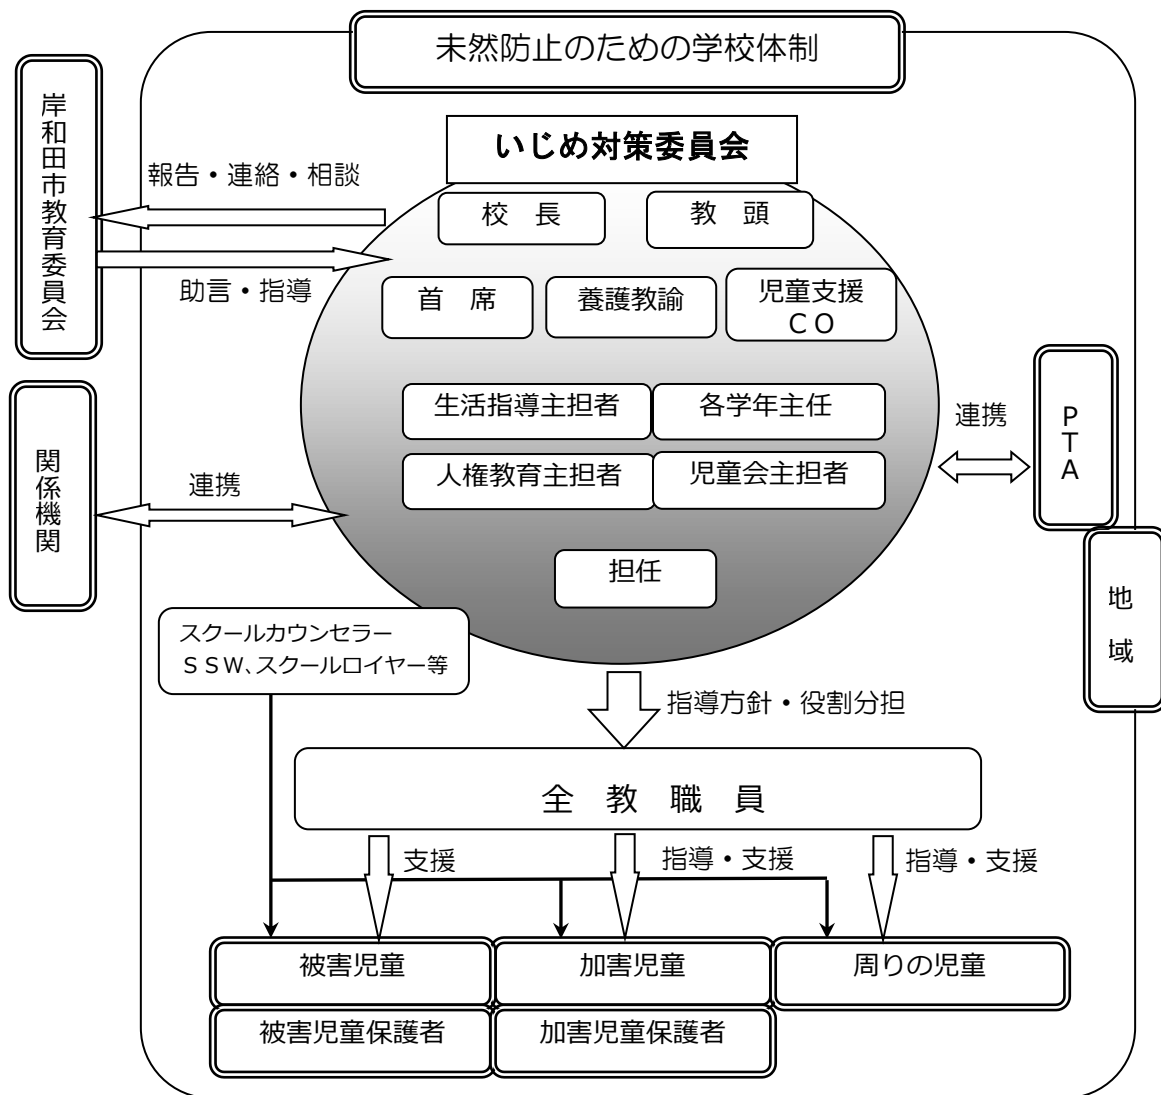 未然防止のための学校体制
岸和田市教育委員会
いじめ対策委員会
報告・連絡・相談
校　長
教　頭
助言・指導
首　席
養護教諭
児童支援
ＣＯ
生活指導主担者
各学年主任
連携
PTA
関係機関
連携
人権教育主担者
児童会主担者
担任
地　域
スクールカウンセラー
ＳＳＷ、スクールロイヤー等
指導方針・役割分担
全　教　職　員
支援
指導・支援
指導・支援
被害児童
加害児童
周りの児童
被害児童保護者
加害児童保護者